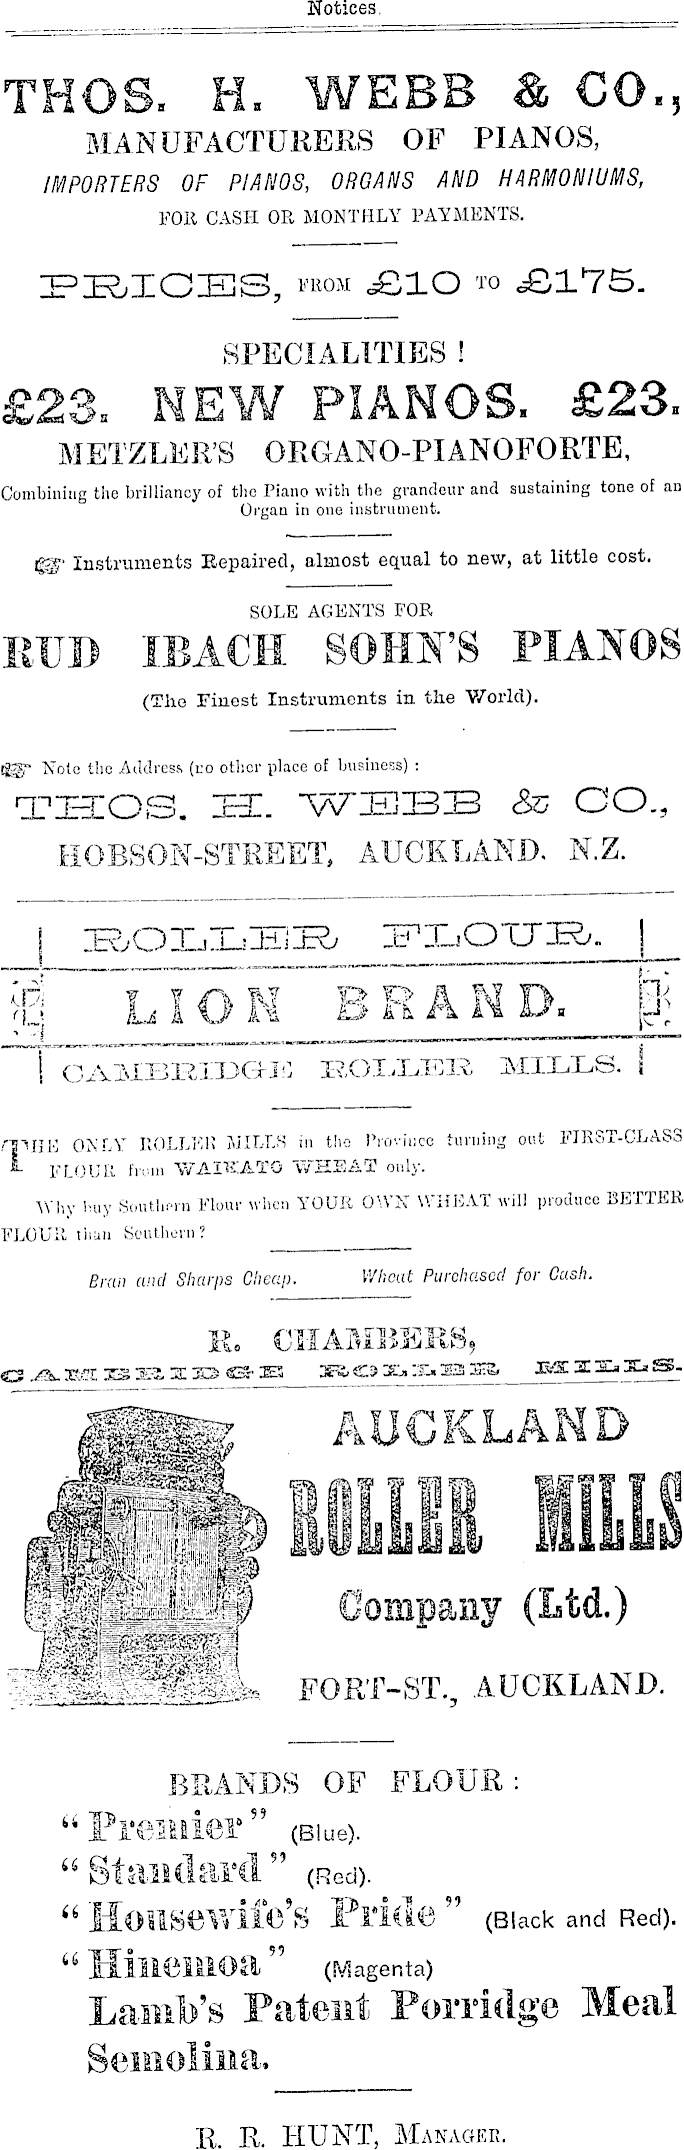 Notices.
THOS. H. WEBB & CO.,
MANUFACTURERS OF PIANOS,
IMPORTERS OF PIANOS, ORGANS AND HARMONIUMS,
FOR CASH OR MONTHLY PAYMENTS.
PRICES, FROM £10 TO £175.
SPECIALITIES !
£23. NEW PIANOS. £23.
METZLER'S ORGANO-PIANOFORTE,
Combining the brilliancy of the Piano with the grandeur and sustaining tone of an
Organ in one instrument.
☞ Instruments Repaired, almost equal to new, at little cost.
SOLE AGENTS FOR
RUD IBACH SOHN'S PIANOS
(The Finest Instruments in the World).
☞ Note the Address (no other place of business) :
THOS. H. WEBB & CO.,
HOBSON-STREET, AUCKLAND. N.Z.
ROLLER FLOUR.
LION BRAND.
CAMBRIDGE ROLLER MILLS.
THE ONLY ROLLER MILLS in the Province turning out FIRST-CLASS
FLOUR from WAIKATO WHEAT only.
Why buy Southern Flour when YOUR OWN WHEAT will produce BETTER
FLOUR than Southern?
Bran and Sharps Cheap. Wheat Purchased for Cash.
R. CHAMBERS,
CAMBRIDGE ROLLER MILLS.
AUCKLAND
ROLLER MILLS
Company (Ltd.)
FORT-ST., AUCKLAND.
BRANDS OF FLOUR :
"Premier" (Blue).
"Standard" (Red).
"Housewife's Pride" (Black and Red).
"Hinemoa" (Magenta)
Lamb's Patent Porridge Meal
Semolina.
R. R. HUNT, MANAGER.